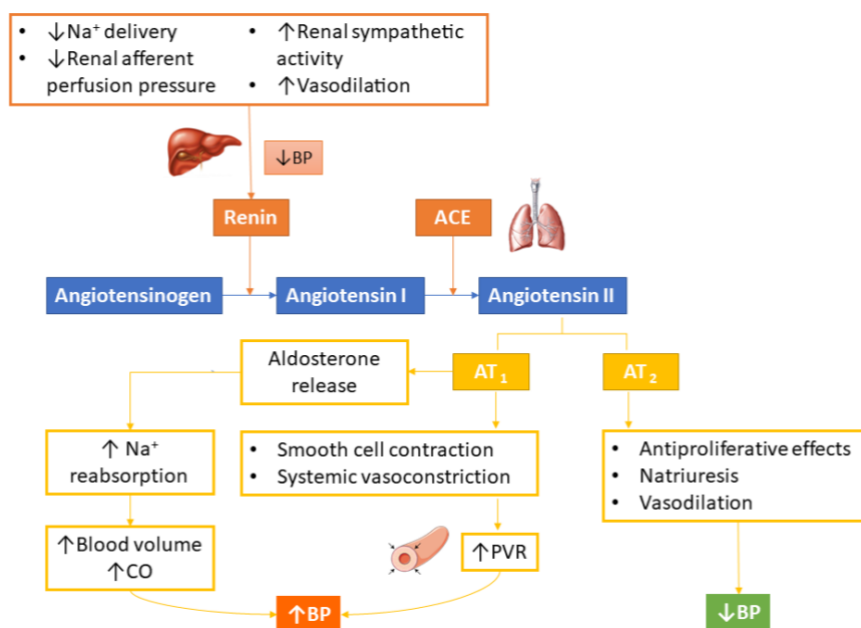 • ↓Na⁺ delivery
• ↓Renal afferent
perfusion pressure
• ↑Renal sympathetic
activity
• ↑Vasodilation
↓BP
Renin
ACE
Angiotensinogen
Angiotensin I
Angiotensin II
Aldosterone
release
AT₁
AT₂
↑ Na⁺
reabsorption
• Smooth cell contraction
• Systemic vasoconstriction
• Antiproliferative effects
• Natriuresis
• Vasodilation
↑Blood volume
↑CO
↑PVR
↑BP
↓BP